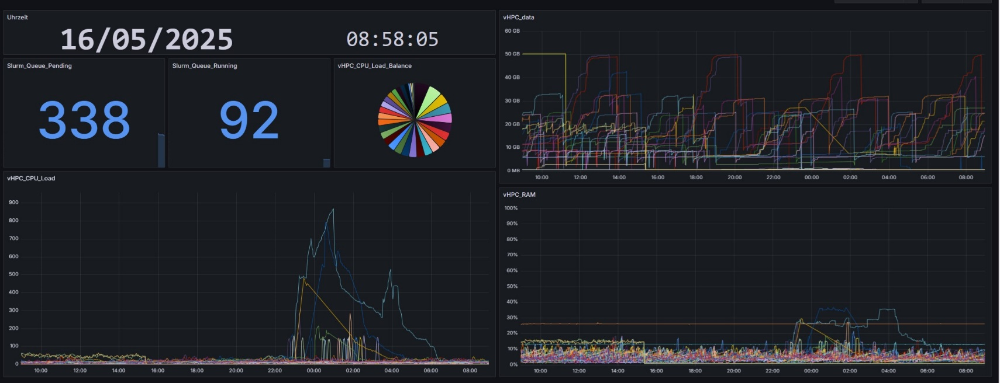 Uhrzeit
16/05/2025
08:58:05
Slurm_Queue_Pending
338
Slurm_Queue_Running
92
vHPC_CPU_Load_Balance
vHPC_CPU_Load
900
800
700
600
500
400
300
200
100
0
10:00 12:00 14:00 16:00 18:00 20:00 22:00 00:00 02:00 04:00 06:00 08:00
vHPC_data
60 GB
50 GB
40 GB
30 GB
20 GB
10 GB
0 MB
10:00 12:00 14:00 16:00 18:00 20:00 22:00 00:00 02:00 04:00 06:00 08:00
vHPC_RAM
100%
90%
80%
70%
60%
50%
40%
30%
20%
10%
0%
10:00 12:00 14:00 16:00 18:00 20:00 22:00 00:00 02:00 04:00 06:00 08:00